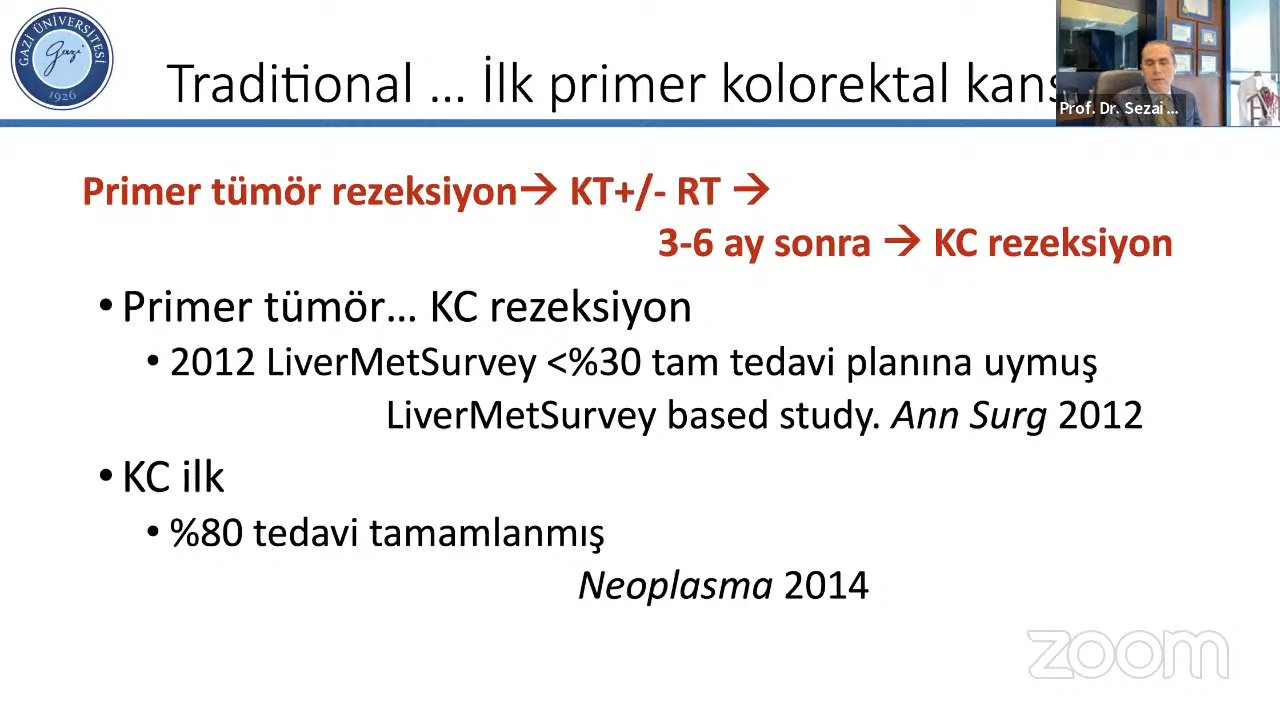 GAZİ ÜNİVERSİTESİ
gazi
1926
Traditional ... İlk primer kolorektal kans
Prof. Dr. Sezai ...
Primer tümör rezeksiyon→ KT+/- RT →
3-6 ay sonra → KC rezeksiyon
• Primer tümör... KC rezeksiyon
• 2012 LiverMetSurvey <%30 tam tedavi planına uymuş
LiverMetSurvey based study. Ann Surg 2012
• KC ilk
• %80 tedavi tamamlanmış
Neoplasma 2014
zoom